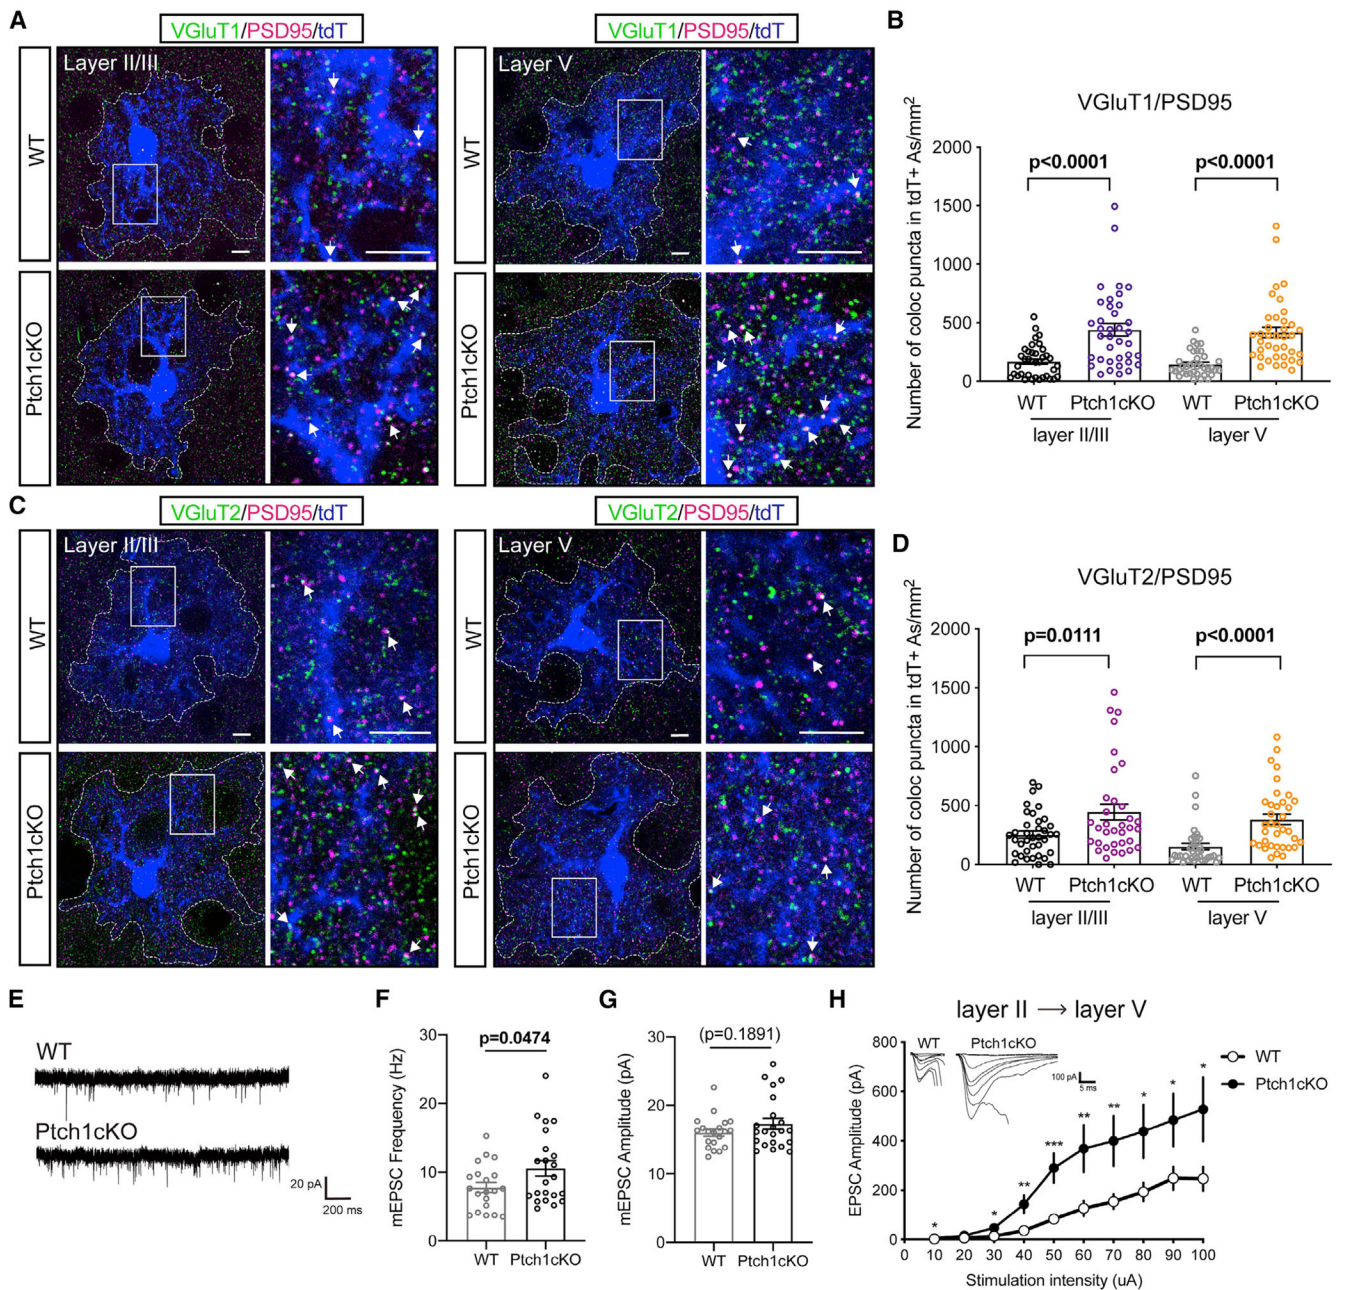 A
VGluT1/PSD95/tdT
VGluT1/PSD95/tdT
WT
Layer II/III
WT
Layer V
Ptch1cKO
Ptch1cKO
B
VGluT1/PSD95
Number of coloc puncta in tdT+ As/mm2
2000
1500
1000
500
0
p<0.0001
p<0.0001
WT
Ptch1cKO
WT
Ptch1cKO
layer II/III
layer V
C
VGluT2/PSD95/tdT
VGluT2/PSD95/tdT
WT
Layer II/III
WT
Layer V
Ptch1cKO
Ptch1cKO
D
VGluT2/PSD95
Number of coloc puncta in tdT+ As/mm2
2000
1500
1000
500
0
p=0.0111
p<0.0001
WT
Ptch1cKO
WT
Ptch1cKO
layer II/III
layer V
E
WT
Ptch1cKO
20 pA
200 ms
F
mEPSC Frequency (Hz)
30
20
10
0
p=0.0474
WT
Ptch1cKO
G
mEPSC Amplitude (pA)
30
20
10
0
(p=0.1891)
WT
Ptch1cKO
H
layer II → layer V
EPSC Amplitude (pA)
800
600
400
200
0
WT
Ptch1cKO
100 pA
5 ms
WT
Ptch1cKO
*
*
**
***
**
**
*
*
*
0 10 20 30 40 50 60 70 80 90 100
Stimulation intensity (uA)